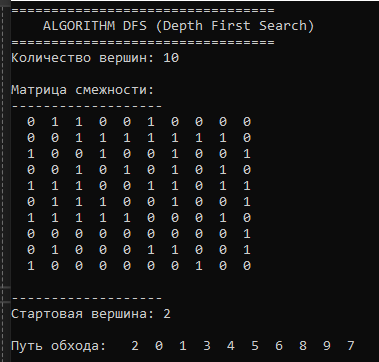 ==============================
ALGORITHM DFS (Depth First Search)
==============================
Количество вершин: 10
Матрица смежности:
------------------
0 1 1 0 0 1 0 0 0 0
0 0 1 1 1 1 1 1 1 0
1 0 0 1 0 0 1 0 0 1
0 0 1 0 1 0 1 0 1 0
1 1 1 0 0 1 1 0 1 1
0 1 1 1 0 0 1 0 0 1
1 1 1 1 1 0 0 0 1 0
0 0 0 0 0 0 0 0 0 1
0 1 0 0 0 1 1 0 0 1
1 0 0 0 0 0 0 1 0 0
------------------
Стартовая вершина: 2
Путь обхода: 2 0 1 3 4 5 6 8 9 7